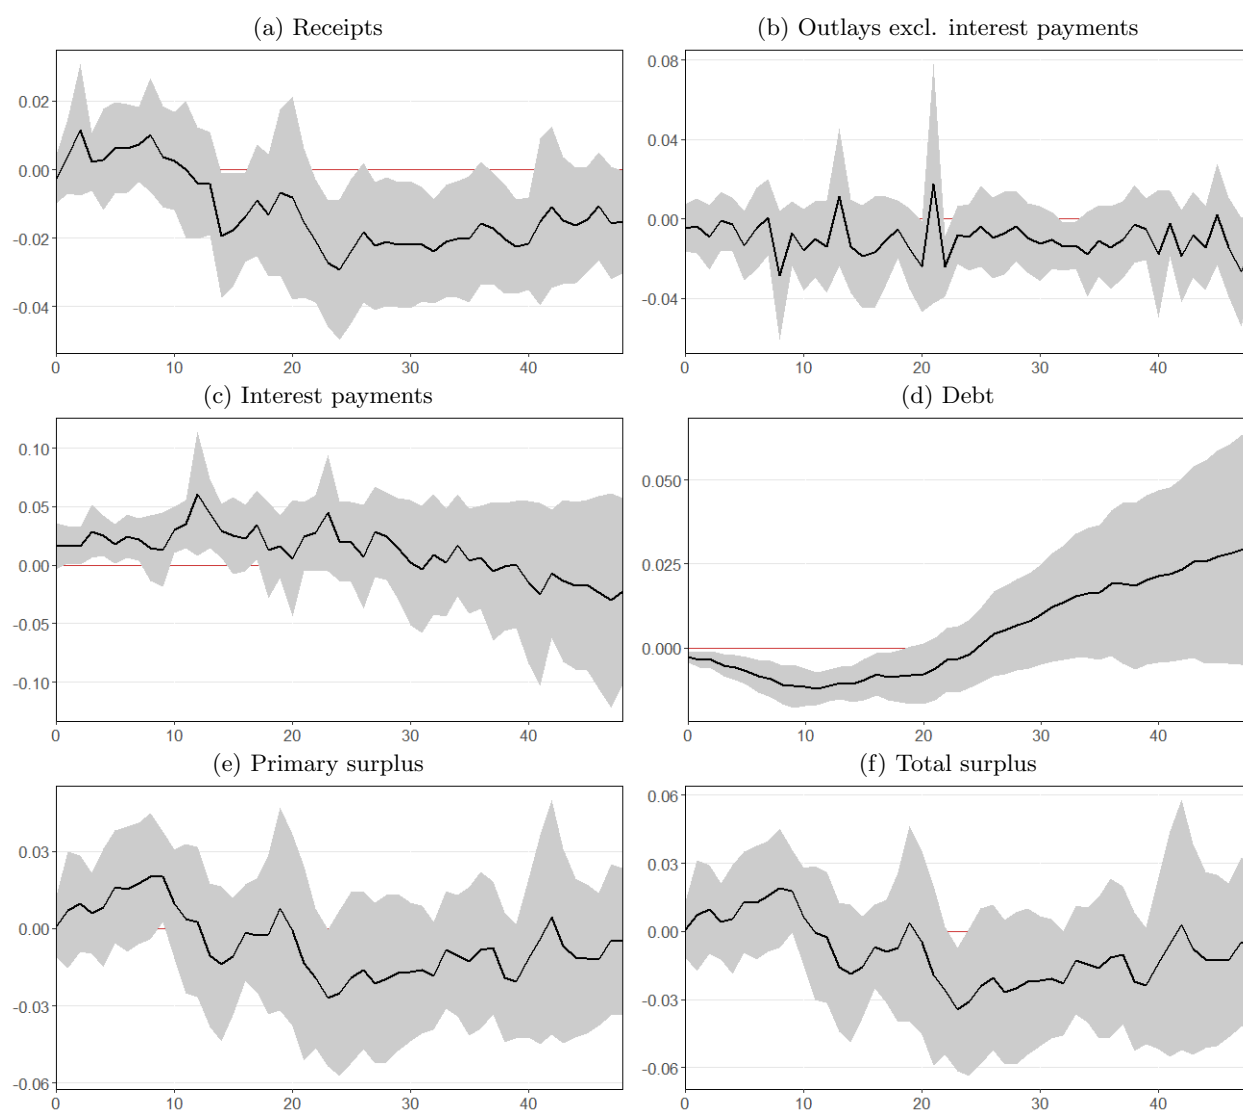 (a) Receipts
(b) Outlays excl. interest payments
0.02
0.00
-0.02
-0.04
0 10 20 30 40
0.08
0.04
0.00
-0.04
0 10 20 30 40
(c) Interest payments
(d) Debt
0.10
0.05
0.00
-0.05
-0.10
0 10 20 30 40
0.050
0.025
0.000
0 10 20 30 40
(e) Primary surplus
(f) Total surplus
0.03
0.00
-0.03
-0.06
0 10 20 30 40
0.06
0.03
0.00
-0.03
-0.06
0 10 20 30 40